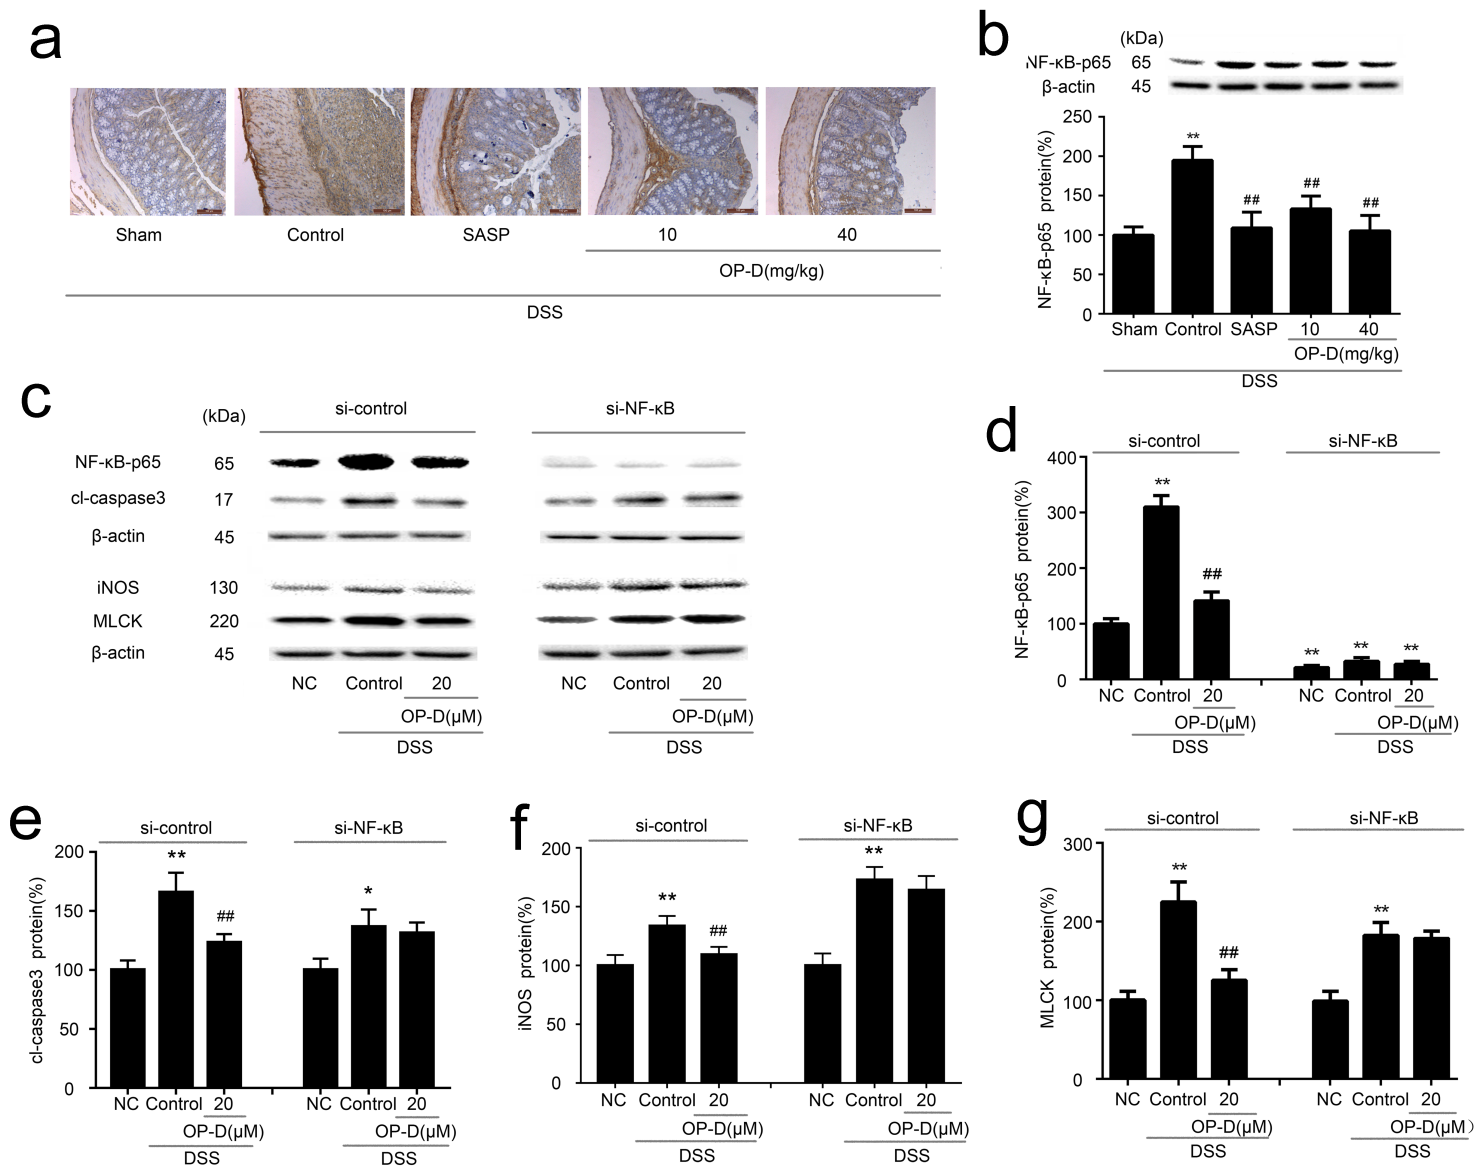 a
Sham Control SASP 10 40
OP-D(mg/kg)
DSS
b
(kDa)
NF-κB-p65 65
β-actin 45
NF-κB-p65 protein(%)
250
200
150
100
50
0
**
##
##
##
Sham Control SASP 10 40
OP-D(mg/kg)
DSS
c
(kDa) si-control si-NF-κB
NF-κB-p65 65
cl-caspase3 17
β-actin 45
iNOS 130
MLCK 220
β-actin 45
NC Control 20 NC Control 20
OP-D(μM) OP-D(μM)
DSS DSS
d
si-control si-NF-κB
NF-κB-p65 protein(%)
400
300
200
100
0
**
##
** ** **
NC Control 20 NC Control 20
OP-D(μM) OP-D(μM)
DSS DSS
e
si-control si-NF-κB
cl-caspase3 protein(%)
200
150
100
50
0
**
##
*
NC Control 20 NC Control 20
OP-D(μM) OP-D(μM)
DSS DSS
f
si-control si-NF-κB
iNOS protein(%)
200
150
100
50
0
**
##
**
NC Control 20 NC Control 20
OP-D(μM) OP-D(μM)
DSS DSS
g
si-control si-NF-κB
MLCK protein(%)
300
200
100
0
**
##
**
NC Control 20 NC Control 20
OP-D(μM) OP-D(μM)
DSS DSS